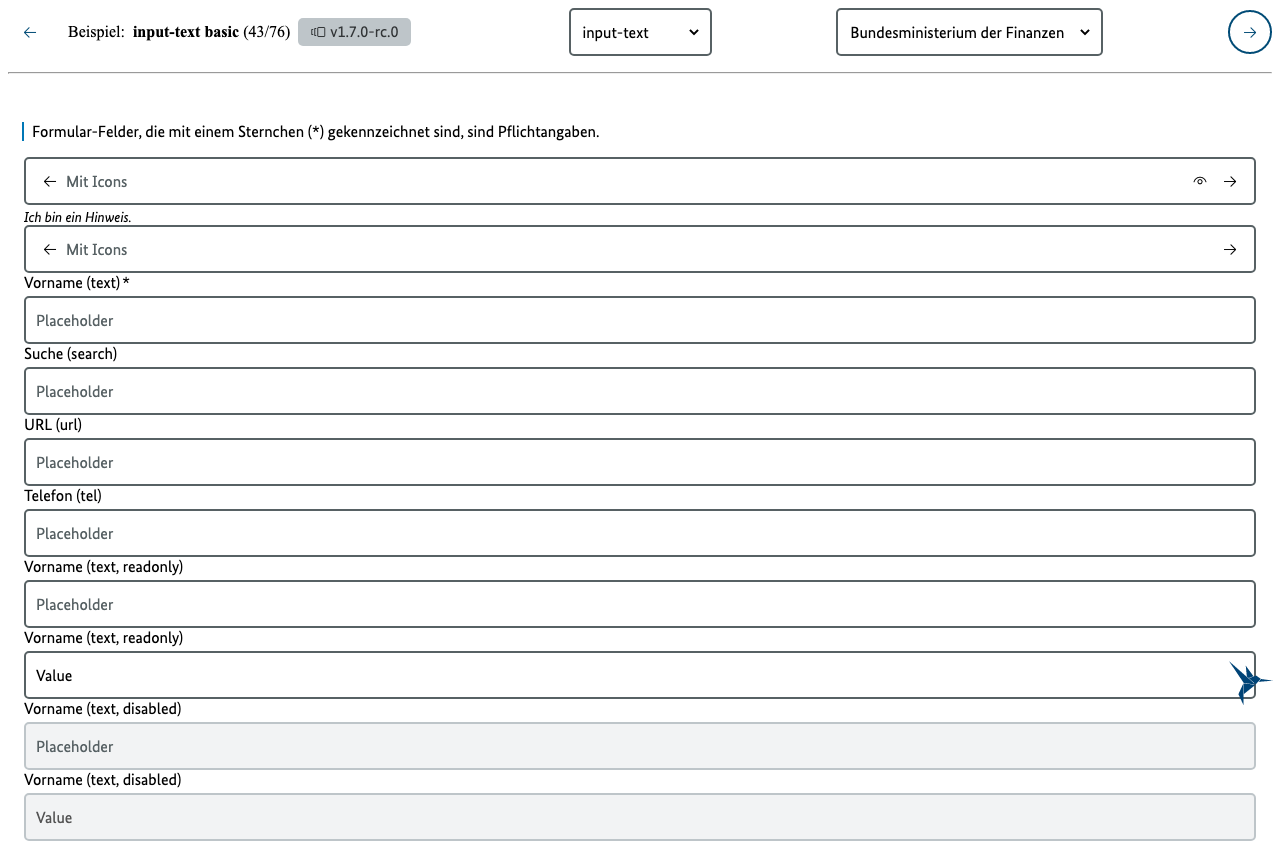 Beispiel: input-text basic (43/76) v1.7.0-rc.0 input-text Bundesministerium der Finanzen
Formular-Felder, die mit einem Sternchen (*) gekennzeichnet sind, sind Pflichtangaben.
Mit Icons
Ich bin ein Hinweis.
Mit Icons
Vorname (text)*
Placeholder
Suche (search)
Placeholder
URL (url)
Placeholder
Telefon (tel)
Placeholder
Vorname (text, readonly)
Placeholder
Vorname (text, readonly)
Value
Vorname (text, disabled)
Placeholder
Vorname (text, disabled)
Value